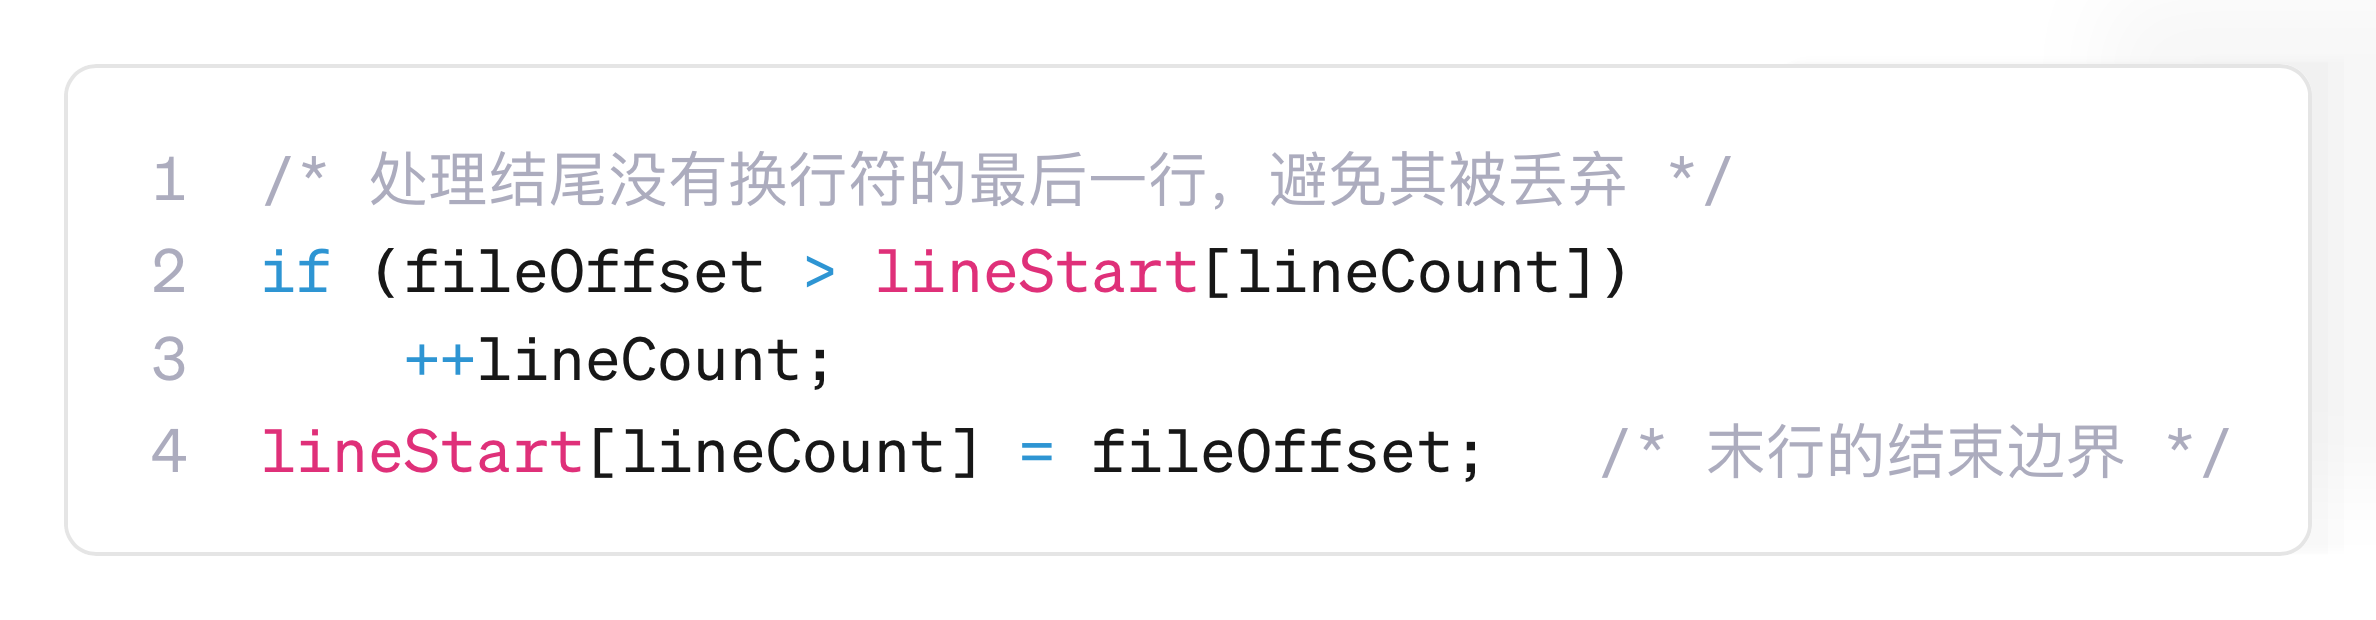 1 /* 处理结尾没有换行符的最后一行，避免其被丢弃 */
2 if (fileOffset > lineStart[lineCount])
3     ++lineCount;
4 lineStart[lineCount] = fileOffset;   /* 末行的结束边界 */